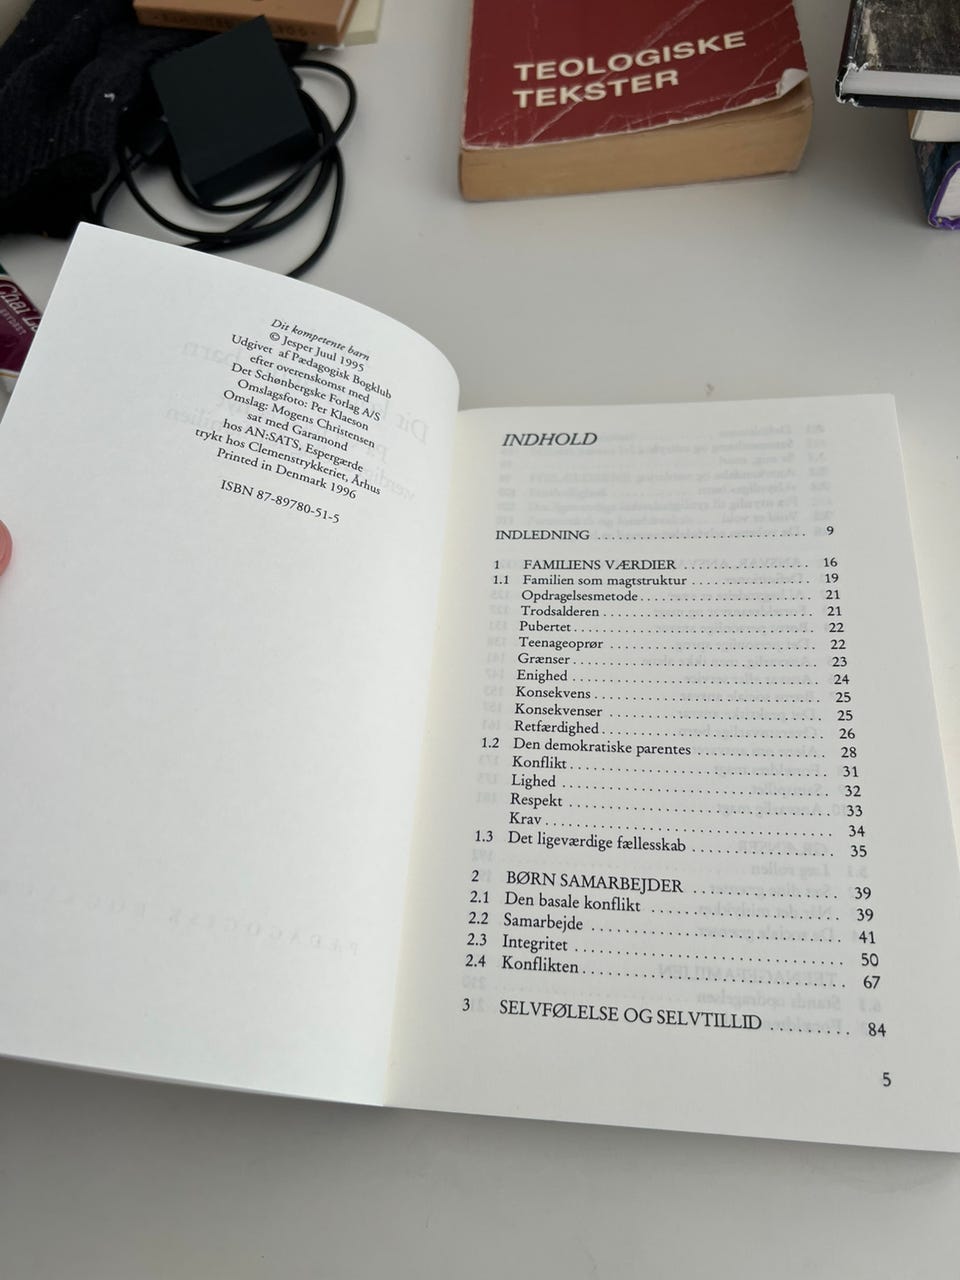 TEOLOGISKE
TEKSTER
Dit kompetente barn
© Jesper Juul 1995
Udgivet af Pædagogisk Bogklub
efter overenskomst med
Det Schønbergske Forlag A/S
Omslagsfoto: Per Klaeson
Omslag: Mogens Christensen
sat med Garamond
hos AN:SATS, Espergærde
trykt hos Clemenstrykkeriet, Århus
Printed in Denmark 1996
ISBN 87-89780-51-5
INDHOLD
INDLEDNING .................................. 9
1 FAMILIENS VÆRDIER .................. 16
1.1 Familien som magtstruktur ................. 19
Opdragelsesmetode ......................... 21
Trodsalderen ............................... 21
Pubertet .................................... 22
Teenageoprør .............................. 22
Grænser .................................... 23
Enighed .................................... 24
Konsekvens ................................ 25
Konsekvenser .............................. 25
Retfærdighed .............................. 26
1.2 Den demokratiske parentes ................. 28
Konflikt .................................... 31
Lighed ..................................... 32
Respekt .................................... 33
Krav ....................................... 34
1.3 Det ligeværdige fællesskab ................. 35
2 BØRN SAMARBEJDER .................. 39
2.1 Den basale konflikt ........................ 39
2.2 Samarbejde ................................ 41
2.3 Integritet ................................... 50
2.4 Konflikten ................................. 67
3 SELVFØLELSE OG SELVTILLID ......... 84
5